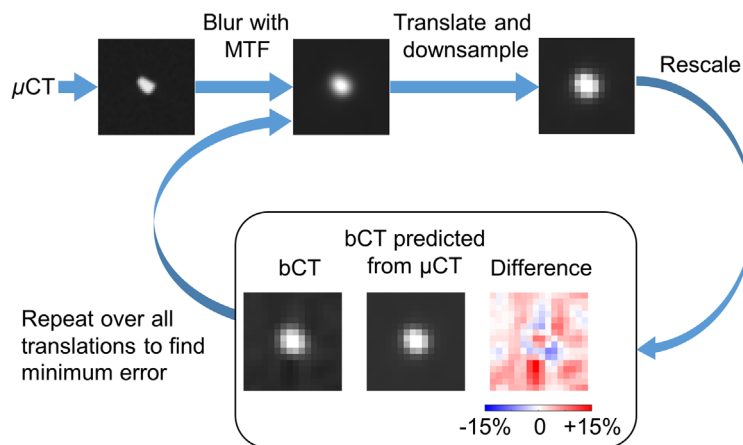 Blur with
MTF
Translate and
downsample
Rescale
µCT
bCT
bCT predicted
from µCT
Difference
Repeat over all
translations to find
minimum error
-15% 0 +15%